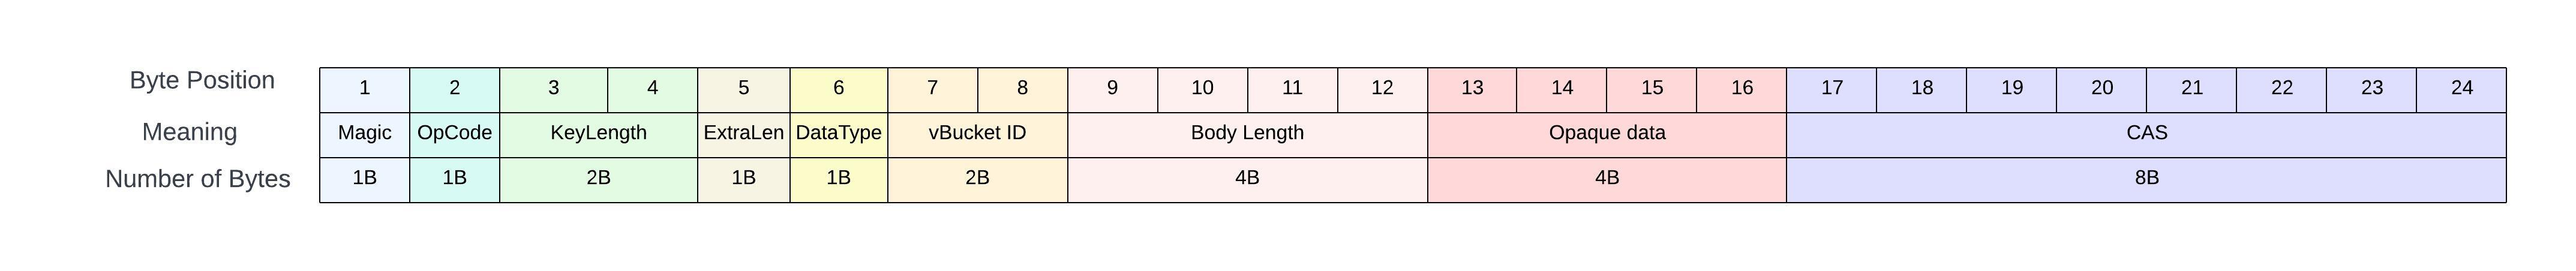 Byte Position 1 2 3 4 5 6 7 8 9 10 11 12 13 14 15 16 17 18 19 20 21 22 23 24
Meaning Magic OpCode KeyLength ExtraLen DataType vBucket ID Body Length Opaque data CAS
Number of Bytes 1B 1B 2B 1B 1B 2B 4B 4B 8B